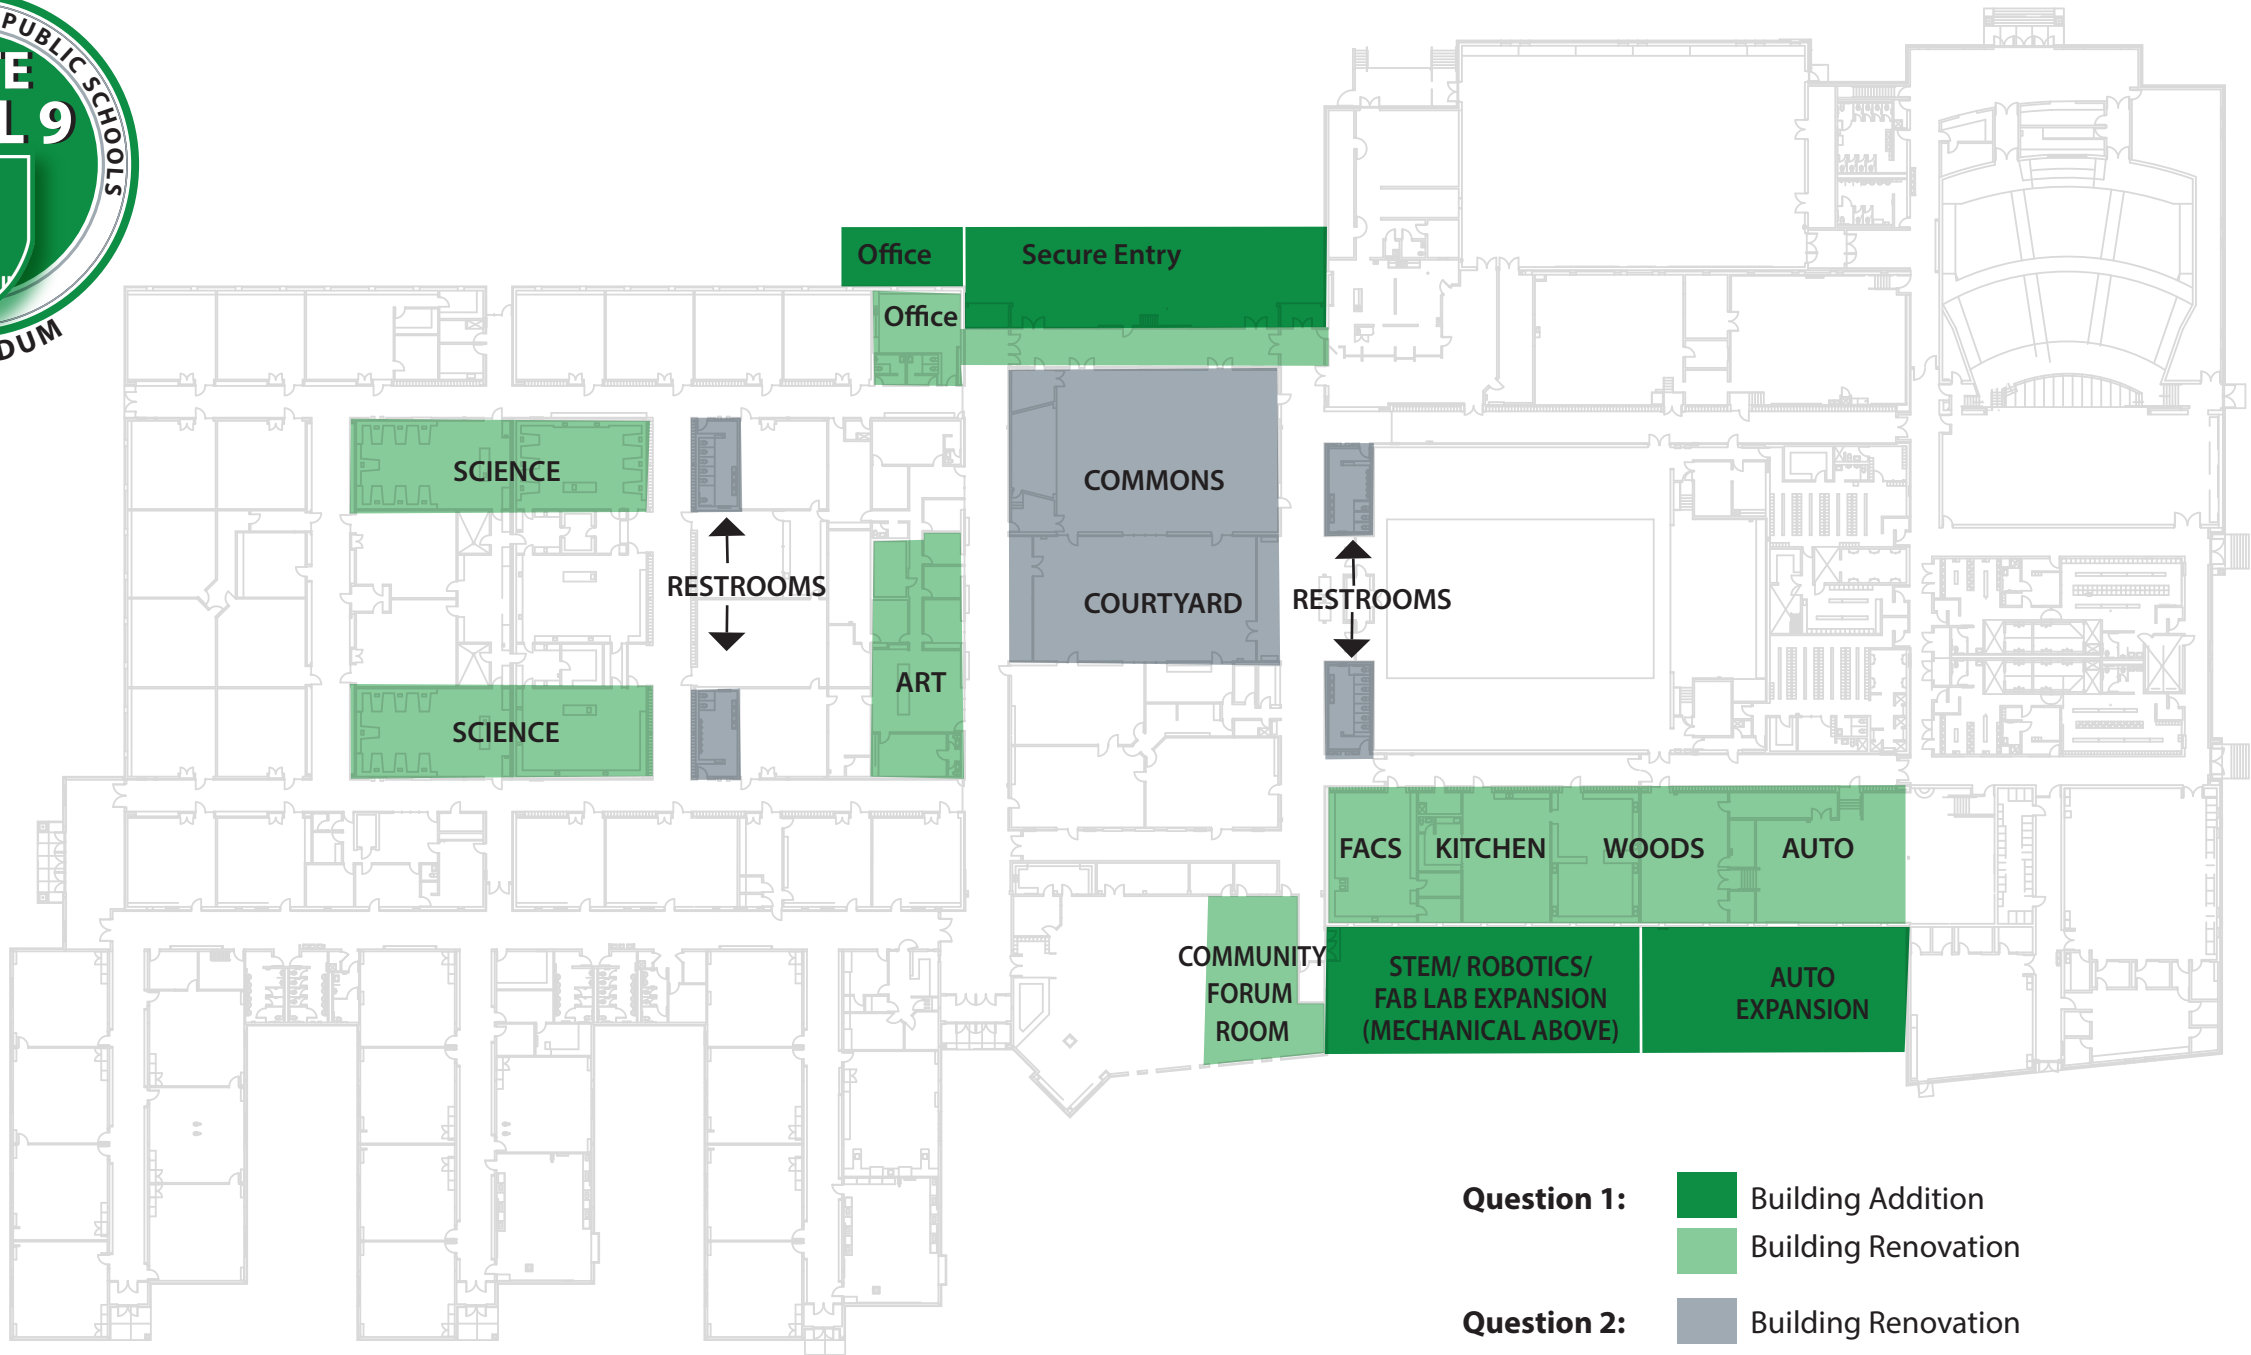 PUBLIC SCHOOLS
9
Office
Secure Entry
Office
SCIENCE
COMMONS
RESTROOMS
COURTYARD
RESTROOMS
ART
SCIENCE
FACS
KITCHEN
WOODS
AUTO
COMMUNITY
FORUM
ROOM
STEM/ ROBOTICS/
FAB LAB EXPANSION
(MECHANICAL ABOVE)
AUTO
EXPANSION
Question 1:
Building Addition
Building Renovation
Question 2:
Building Renovation